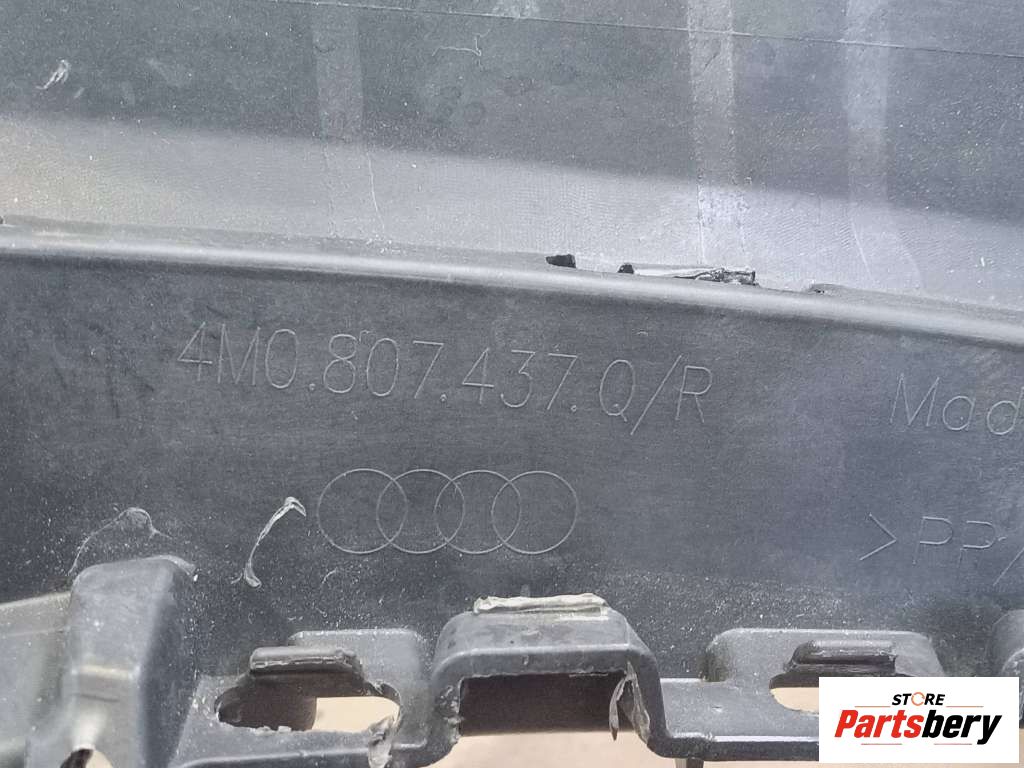 4M0.807.437.Q/R
Mad
>PP/
STORE
Partsbery